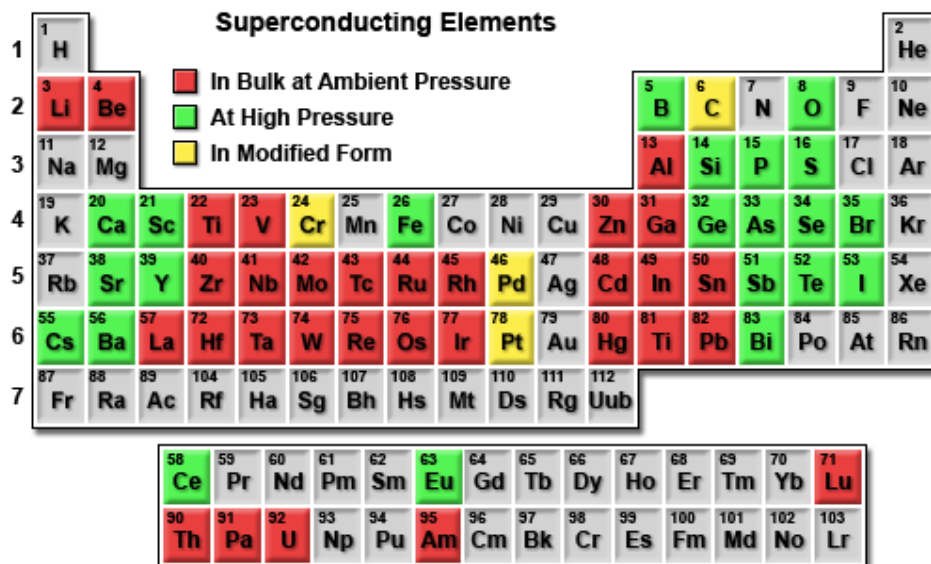 Superconducting Elements
In Bulk at Ambient Pressure
At High Pressure
In Modified Form
1 1 H 2 He
2 3 Li 4 Be 5 B 6 C 7 N 8 O 9 F 10 Ne
3 11 Na 12 Mg 13 Al 14 Si 15 P 16 S 17 Cl 18 Ar
4 19 K 20 Ca 21 Sc 22 Ti 23 V 24 Cr 25 Mn 26 Fe 27 Co 28 Ni 29 Cu 30 Zn 31 Ga 32 Ge 33 As 34 Se 35 Br 36 Kr
5 37 Rb 38 Sr 39 Y 40 Zr 41 Nb 42 Mo 43 Tc 44 Ru 45 Rh 46 Pd 47 Ag 48 Cd 49 In 50 Sn 51 Sb 52 Te 53 I 54 Xe
6 55 Cs 56 Ba 57 La 72 Hf 73 Ta 74 W 75 Re 76 Os 77 Ir 78 Pt 79 Au 80 Hg 81 Ti 82 Pb 83 Bi 84 Po 85 At 86 Rn
7 87 Fr 88 Ra 89 Ac 104 Rf 105 Ha 106 Sg 107 Bh 108 Hs 109 Mt 110 Ds 111 Rg 112 Uub
58 Ce 59 Pr 60 Nd 61 Pm 62 Sm 63 Eu 64 Gd 65 Tb 66 Dy 67 Ho 68 Er 69 Tm 70 Yb 71 Lu
90 Th 91 Pa 92 U 93 Np 94 Pu 95 Am 96 Cm 97 Bk 98 Cr 99 Es 100 Fm 101 Md 102 No 103 Lr